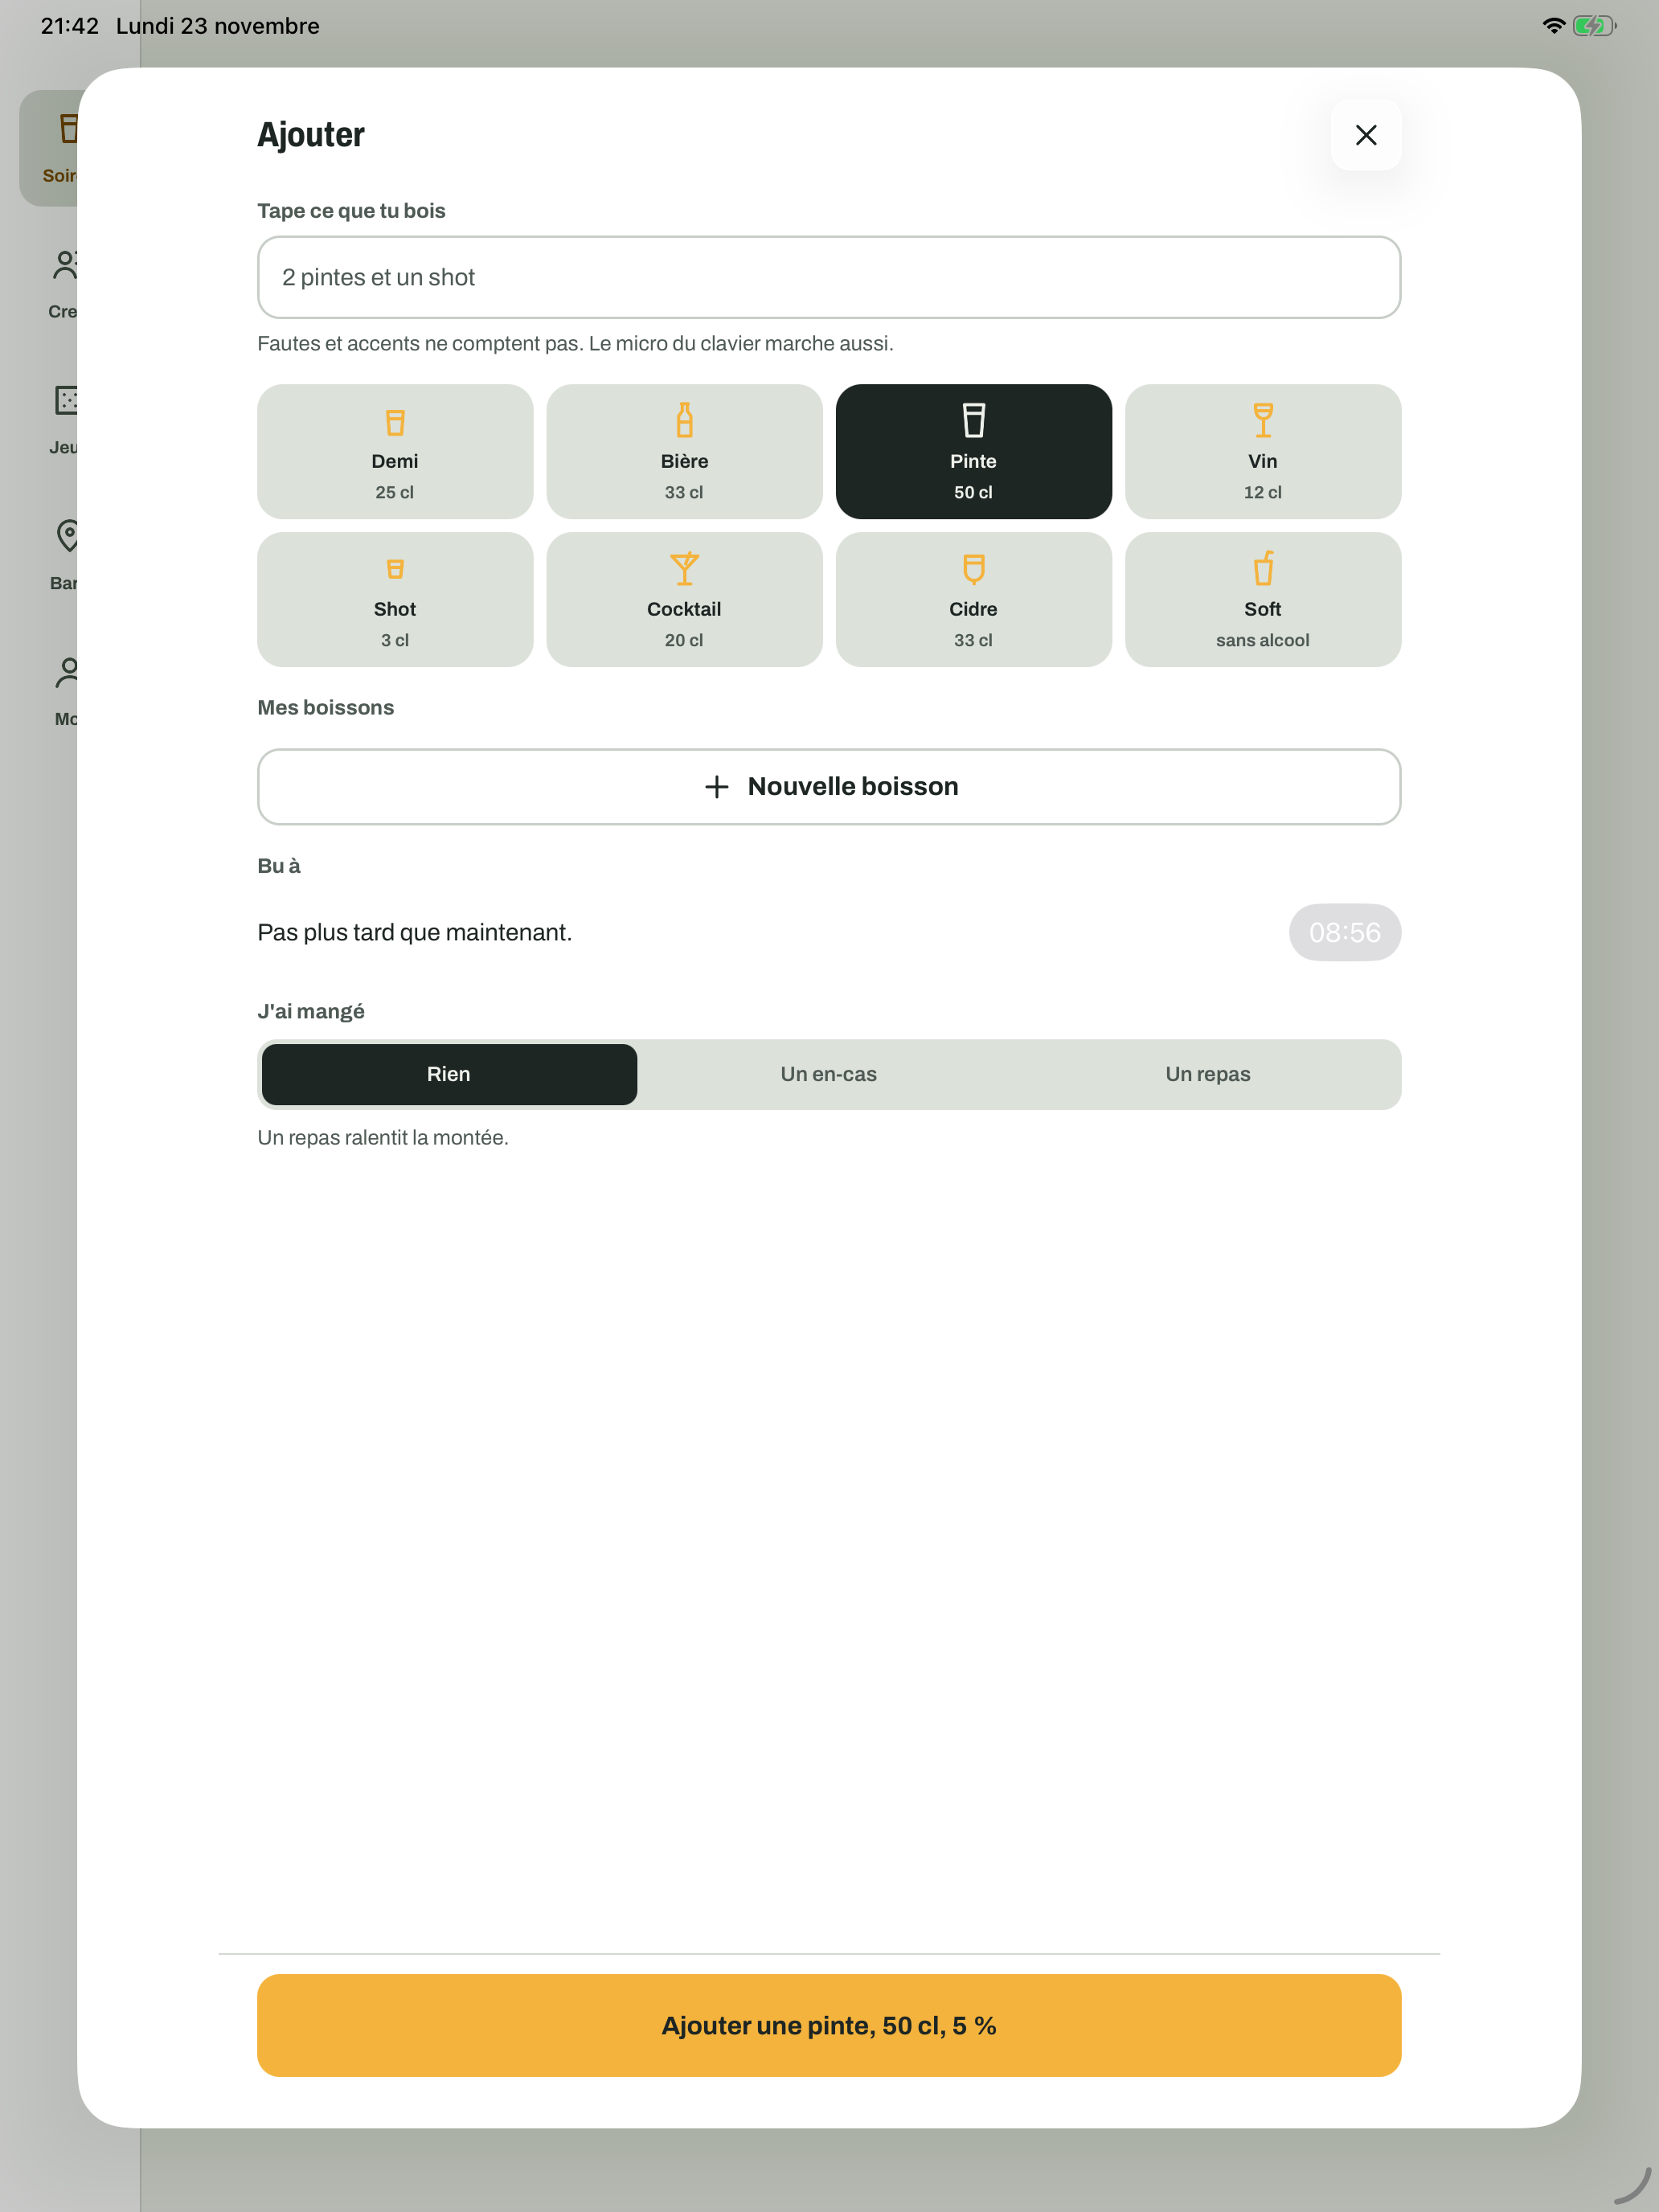 21:42 Lundi 23 novembre
Ajouter
Tape ce que tu bois
2 pintes et un shot
Fautes et accents ne comptent pas. Le micro du clavier marche aussi.
Demi
25 cl
Bière
33 cl
Pinte
50 cl
Vin
12 cl
Shot
3 cl
Cocktail
20 cl
Cidre
33 cl
Soft
sans alcool
Mes boissons
Nouvelle boisson
Bu à
Pas plus tard que maintenant.
08:56
J'ai mangé
Rien
Un en-cas
Un repas
Un repas ralentit la montée.
Ajouter une pinte, 50 cl, 5 %